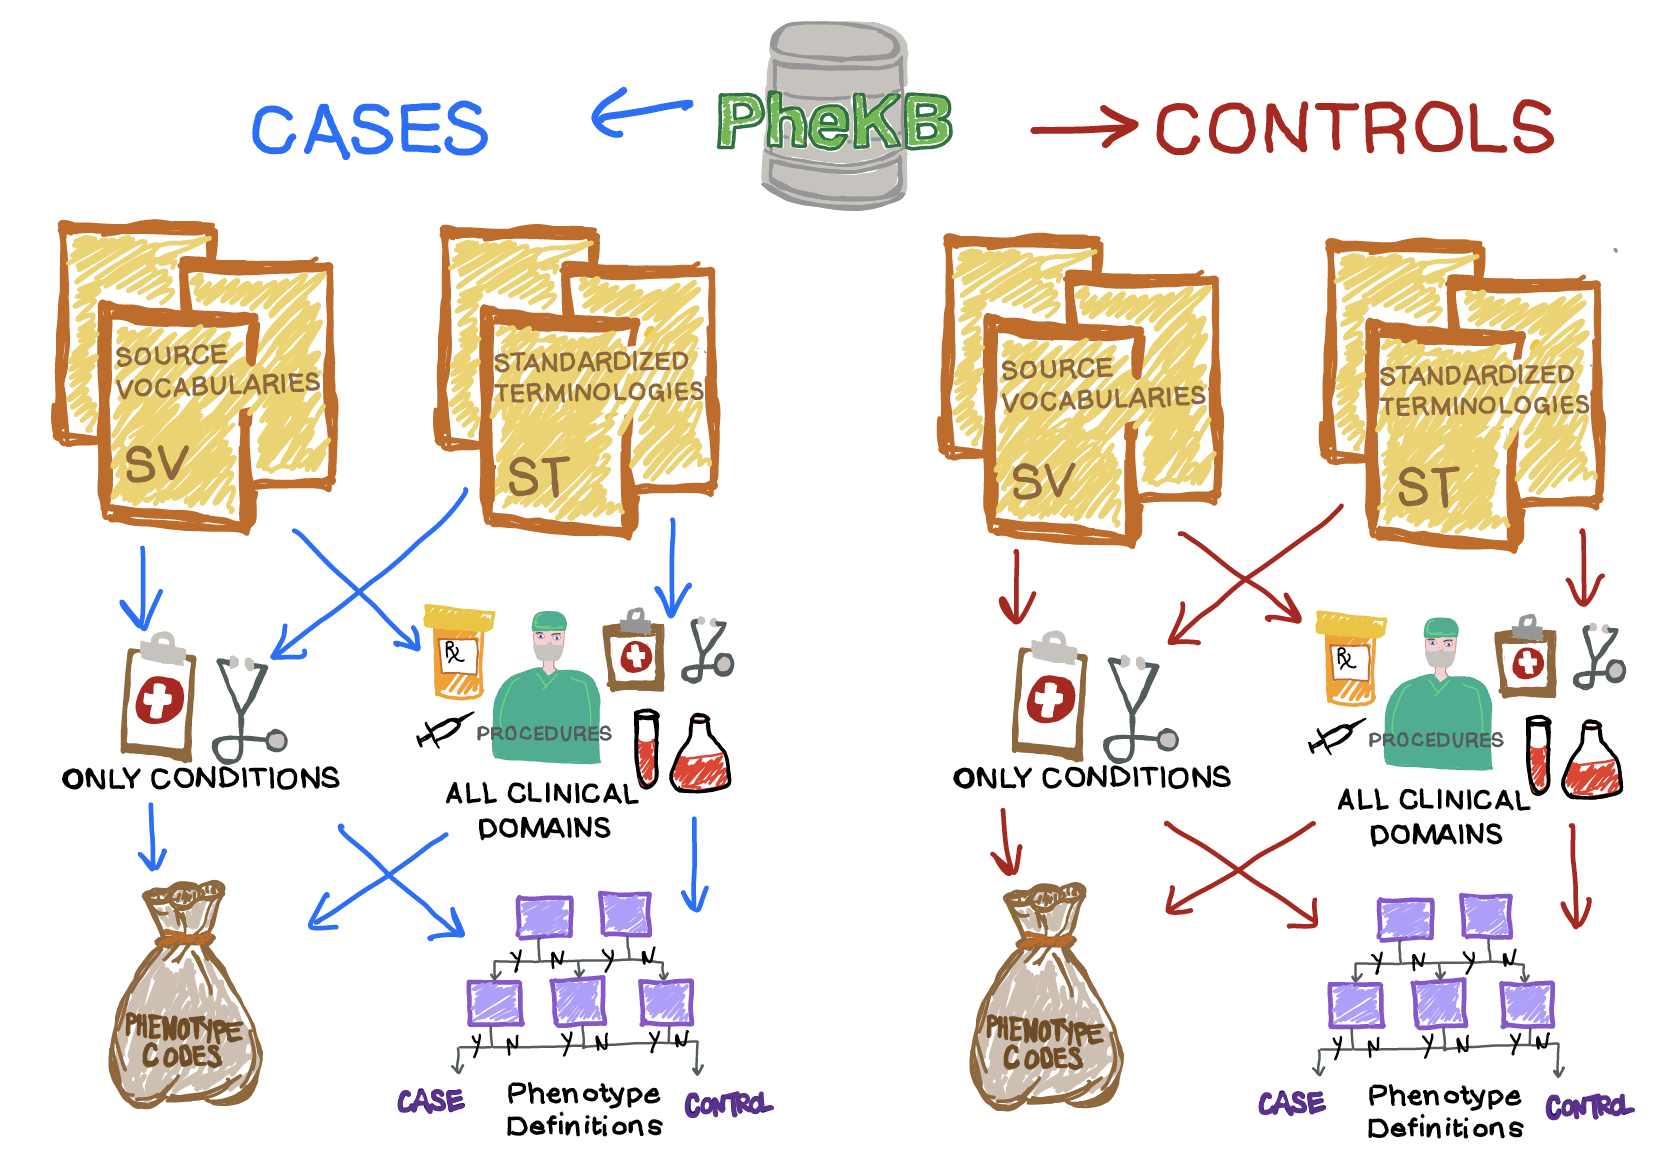 CASES
PheKB
CONTROLS
SOURCE
VOCABULARIES
SV
STANDARDIZED
TERMINOLOGIES
ST
SOURCE
VOCABULARIES
SV
STANDARDIZED
TERMINOLOGIES
ST
Rx
PROCEDURES
ONLY CONDITIONS
ALL CLINICAL
DOMAINS
Rx
PROCEDURES
ONLY CONDITIONS
ALL CLINICAL
DOMAINS
PHENOTYPE
CODES
Y N Y N
Y N Y N Y N
CASE
Phenotype
Definitions
CONTROL
PHENOTYPE
CODES
Y N Y N
Y N Y N Y N
CASE
Phenotype
Definitions
CONTROL